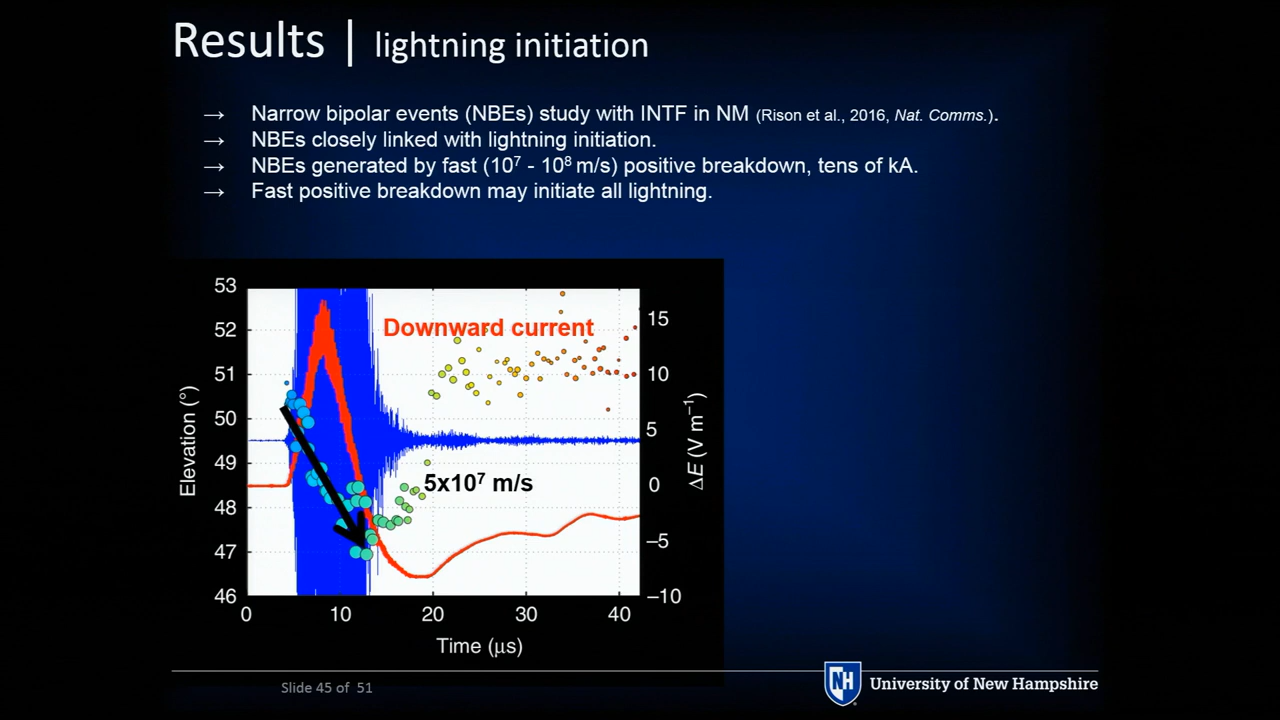 Results | lightning initiation
→ Narrow bipolar events (NBEs) study with INTF in NM (Rison et al., 2016, Nat. Comms.).
→ NBEs closely linked with lightning initiation.
→ NBEs generated by fast (10⁷ - 10⁸ m/s) positive breakdown, tens of kA.
→ Fast positive breakdown may initiate all lightning.
53
52
51
50
49
48
47
46
Elevation (°)
Downward current
5x10⁷ m/s
15
10
5
0
–5
–10
ΔE (V m⁻¹)
0 10 20 30 40
Time (μs)
Slide 45 of 51
NH University of New Hampshire